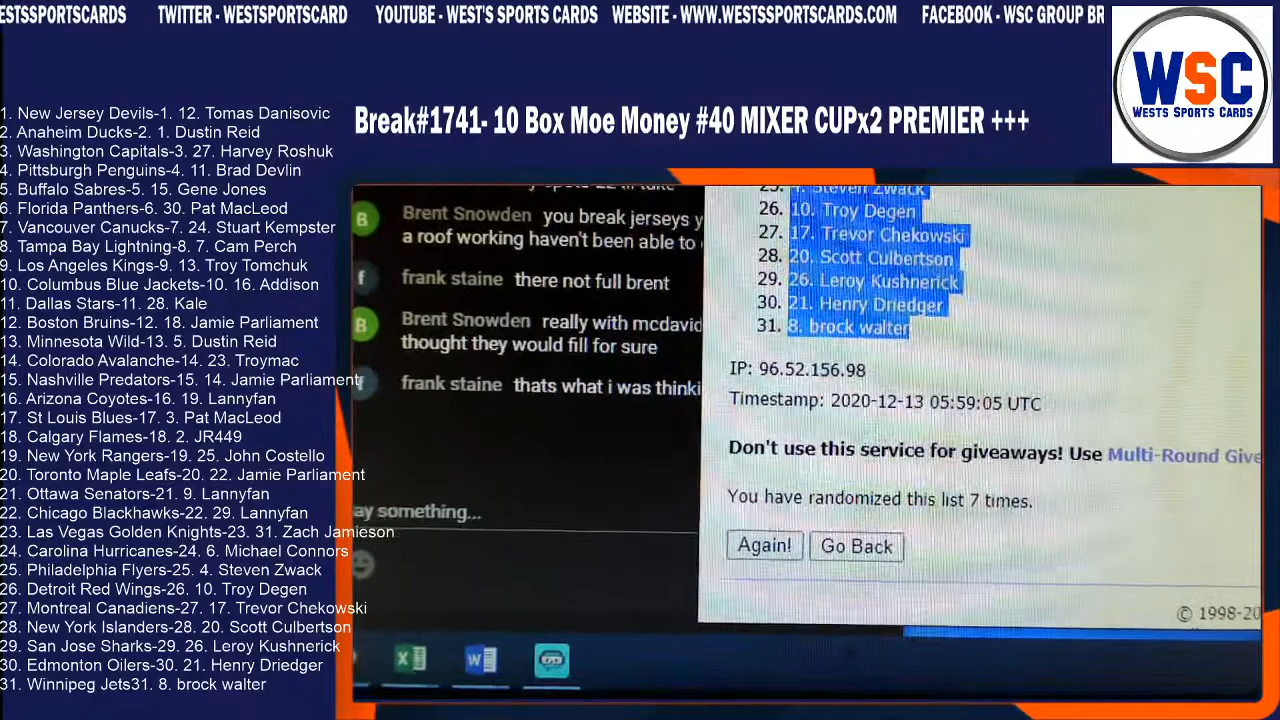 ESTSSPORTSCARDS TWITTER - WESTSPORTSCARD YOUTUBE - WEST'S SPORTS CARDS WEBSITE - WWW.WESTSSPORTSCARDS.COM FACEBOOK - WSC GROUP BR
WSC
WESTS SPORTS CARDS
Break#1741- 10 Box Moe Money #40 MIXER CUPx2 PREMIER +++
1. New Jersey Devils-1. 12. Tomas Danisovic
2. Anaheim Ducks-2. 1. Dustin Reid
3. Washington Capitals-3. 27. Harvey Roshuk
4. Pittsburgh Penguins-4. 11. Brad Devlin
5. Buffalo Sabres-5. 15. Gene Jones
6. Florida Panthers-6. 30. Pat MacLeod
7. Vancouver Canucks-7. 24. Stuart Kempster
8. Tampa Bay Lightning-8. 7. Cam Perch
9. Los Angeles Kings-9. 13. Troy Tomchuk
10. Columbus Blue Jackets-10. 16. Addison
11. Dallas Stars-11. 28. Kale
12. Boston Bruins-12. 18. Jamie Parliament
13. Minnesota Wild-13. 5. Dustin Reid
14. Colorado Avalanche-14. 23. Troymac
15. Nashville Predators-15. 14. Jamie Parliament
16. Arizona Coyotes-16. 19. Lannyfan
17. St Louis Blues-17. 3. Pat MacLeod
18. Calgary Flames-18. 2. JR449
19. New York Rangers-19. 25. John Costello
20. Toronto Maple Leafs-20. 22. Jamie Parliament
21. Ottawa Senators-21. 9. Lannyfan
22. Chicago Blackhawks-22. 29. Lannyfan
23. Las Vegas Golden Knights-23. 31. Zach Jamieson
24. Carolina Hurricanes-24. 6. Michael Connors
25. Philadelphia Flyers-25. 4. Steven Zwack
26. Detroit Red Wings-26. 10. Troy Degen
27. Montreal Canadiens-27. 17. Trevor Chekowski
28. New York Islanders-28. 20. Scott Culbertson
29. San Jose Sharks-29. 26. Leroy Kushnerick
30. Edmonton Oilers-30. 21. Henry Driedger
31. Winnipeg Jets31. 8. brock walter
B Brent Snowden you break jerseys y
a roof working haven't been able to
f frank staine there not full brent
B Brent Snowden really with mcdavid
thought they would fill for sure
f frank staine thats what i was thinki
ay something...
25. 4. Steven Zwack
26. 10. Troy Degen
27. 17. Trevor Chekowski
28. 20. Scott Culbertson
29. 26. Leroy Kushnerick
30. 21. Henry Driedger
31. 8. brock walter
IP: 96.52.156.98
Timestamp: 2020-12-13 05:59:05 UTC
Don't use this service for giveaways! Use Multi-Round Give
You have randomized this list 7 times.
Again! Go Back
© 1998-20